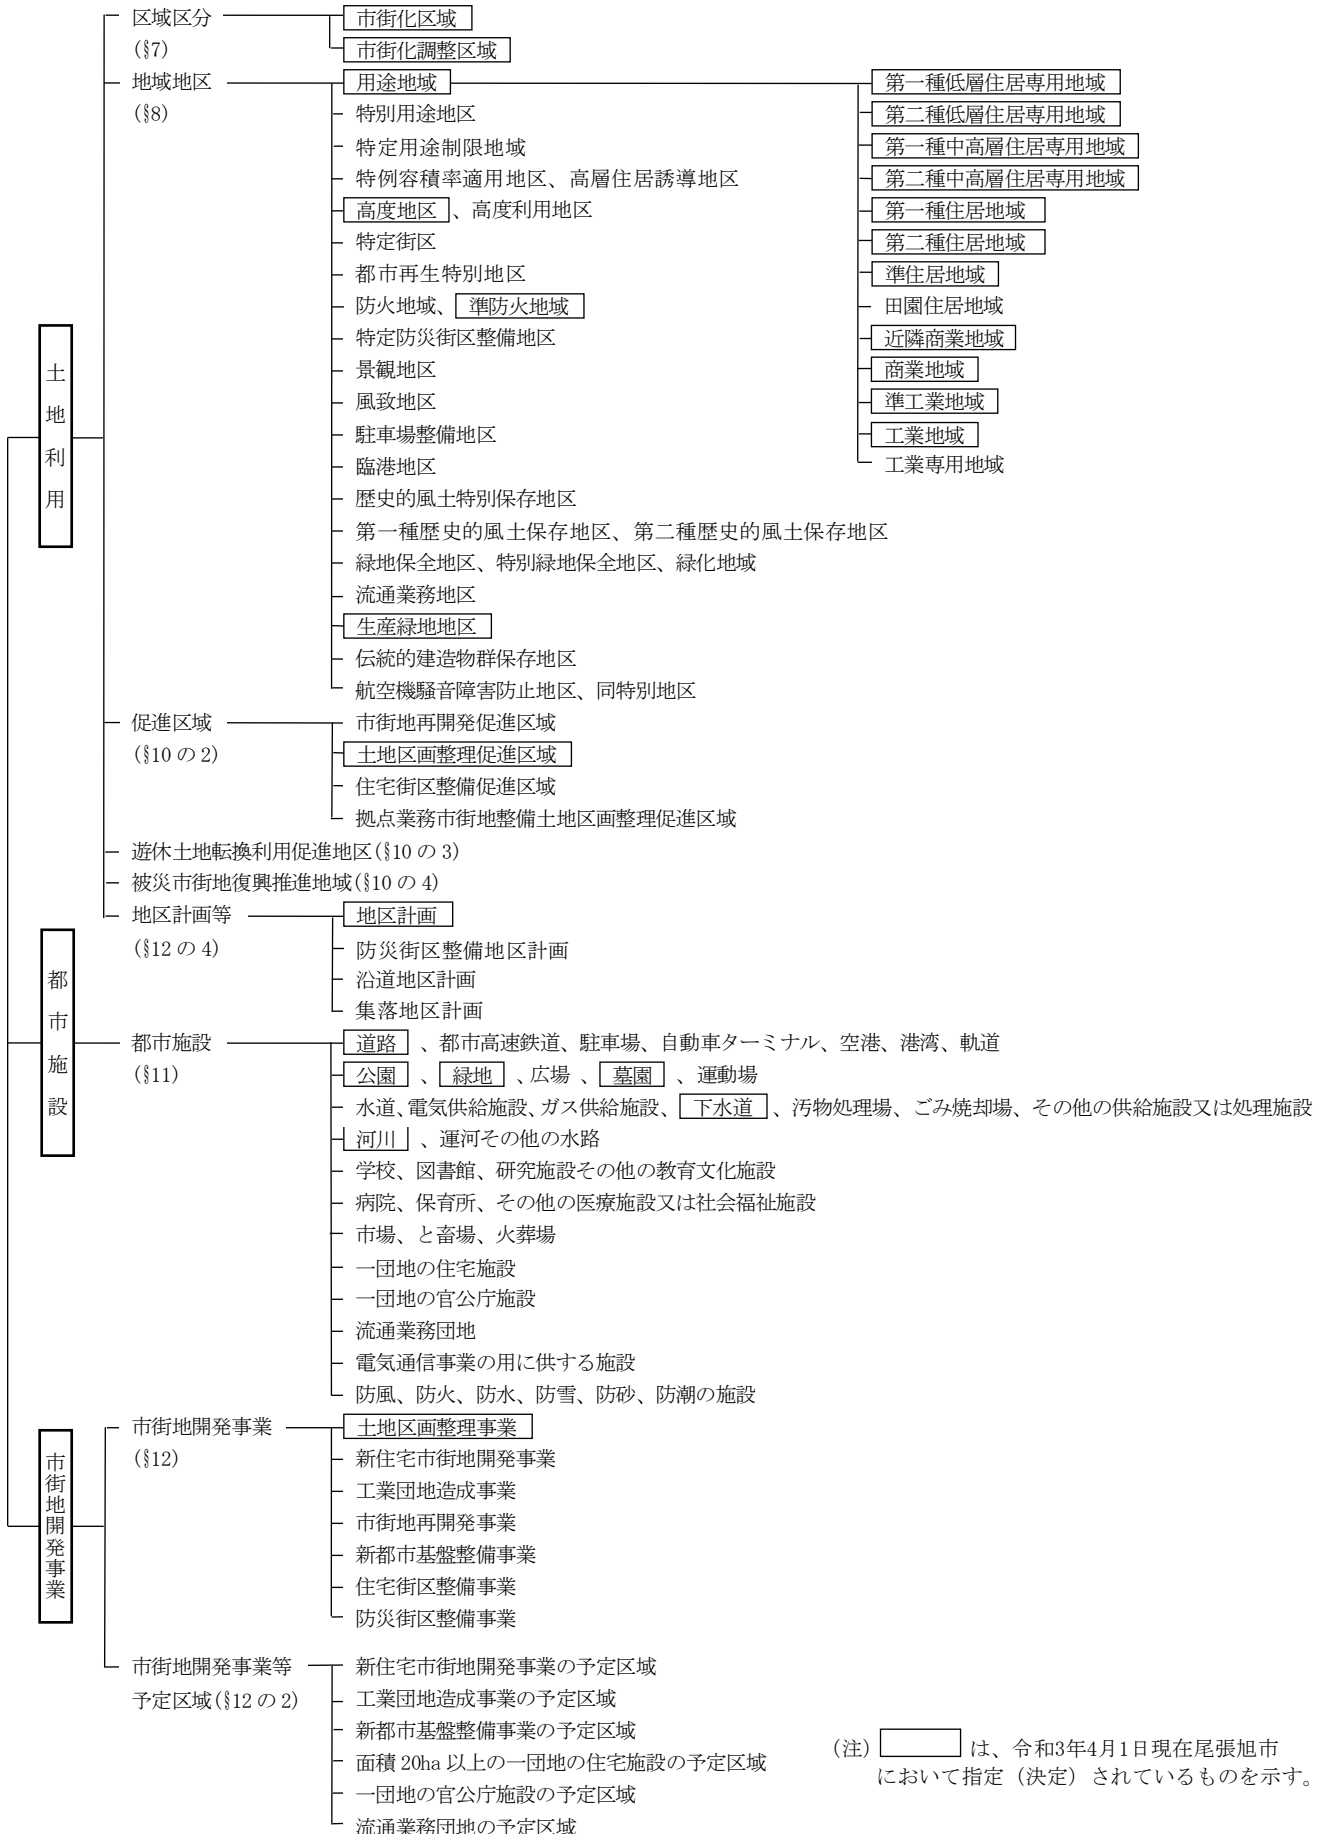 土地利用
区域区分
(§7)
市街化区域
市街化調整区域
地域地区
(§8)
用途地域
特別用途地区
特定用途制限地域
特例容積率適用地区、高層住居誘導地区
高度地区、高度利用地区
特定街区
都市再生特別地区
防火地域、準防火地域
特定防災街区整備地区
景観地区
風致地区
駐車場整備地区
臨港地区
歴史的風土特別保存地区
第一種歴史的風土保存地区、第二種歴史的風土保存地区
緑地保全地区、特別緑地保全地区、緑化地域
流通業務地区
生産緑地地区
伝統的建造物群保存地区
航空機騒音障害防止地区、同特別地区
第一種低層住居専用地域
第二種低層住居専用地域
第一種中高層住居専用地域
第二種中高層住居専用地域
第一種住居地域
第二種住居地域
準住居地域
田園住居地域
近隣商業地域
商業地域
準工業地域
工業地域
工業専用地域
促進区域
(§10の2)
市街地再開発促進区域
土地区画整理促進区域
住宅街区整備促進区域
拠点業務市街地整備土地区画整理促進区域
遊休土地転換利用促進地区(§10の3)
被災市街地復興推進地域(§10の4)
地区計画等
(§12の4)
地区計画
防災街区整備地区計画
沿道地区計画
集落地区計画
都市施設
都市施設
(§11)
道路、都市高速鉄道、駐車場、自動車ターミナル、空港、港湾、軌道
公園、緑地、広場、墓園、運動場
水道、電気供給施設、ガス供給施設、下水道、汚物処理場、ごみ焼却場、その他の供給施設又は処理施設
河川、運河その他の水路
学校、図書館、研究施設その他の教育文化施設
病院、保育所、その他の医療施設又は社会福祉施設
市場、と畜場、火葬場
一団地の住宅施設
一団地の官公庁施設
流通業務団地
電気通信事業の用に供する施設
防風、防火、防水、防雪、防砂、防潮の施設
市街地開発事業
市街地開発事業
(§12)
土地区画整理事業
新住宅市街地開発事業
工業団地造成事業
市街地再開発事業
新都市基盤整備事業
住宅街区整備事業
防災街区整備事業
市街地開発事業等
予定区域(§12の2)
新住宅市街地開発事業の予定区域
工業団地造成事業の予定区域
新都市基盤整備事業の予定区域
面積20ha以上の一団地の住宅施設の予定区域
一団地の官公庁施設の予定区域
流通業務団地の予定区域
(注) は、令和3年4月1日現在尾張旭市
において指定（決定）されているものを示す。